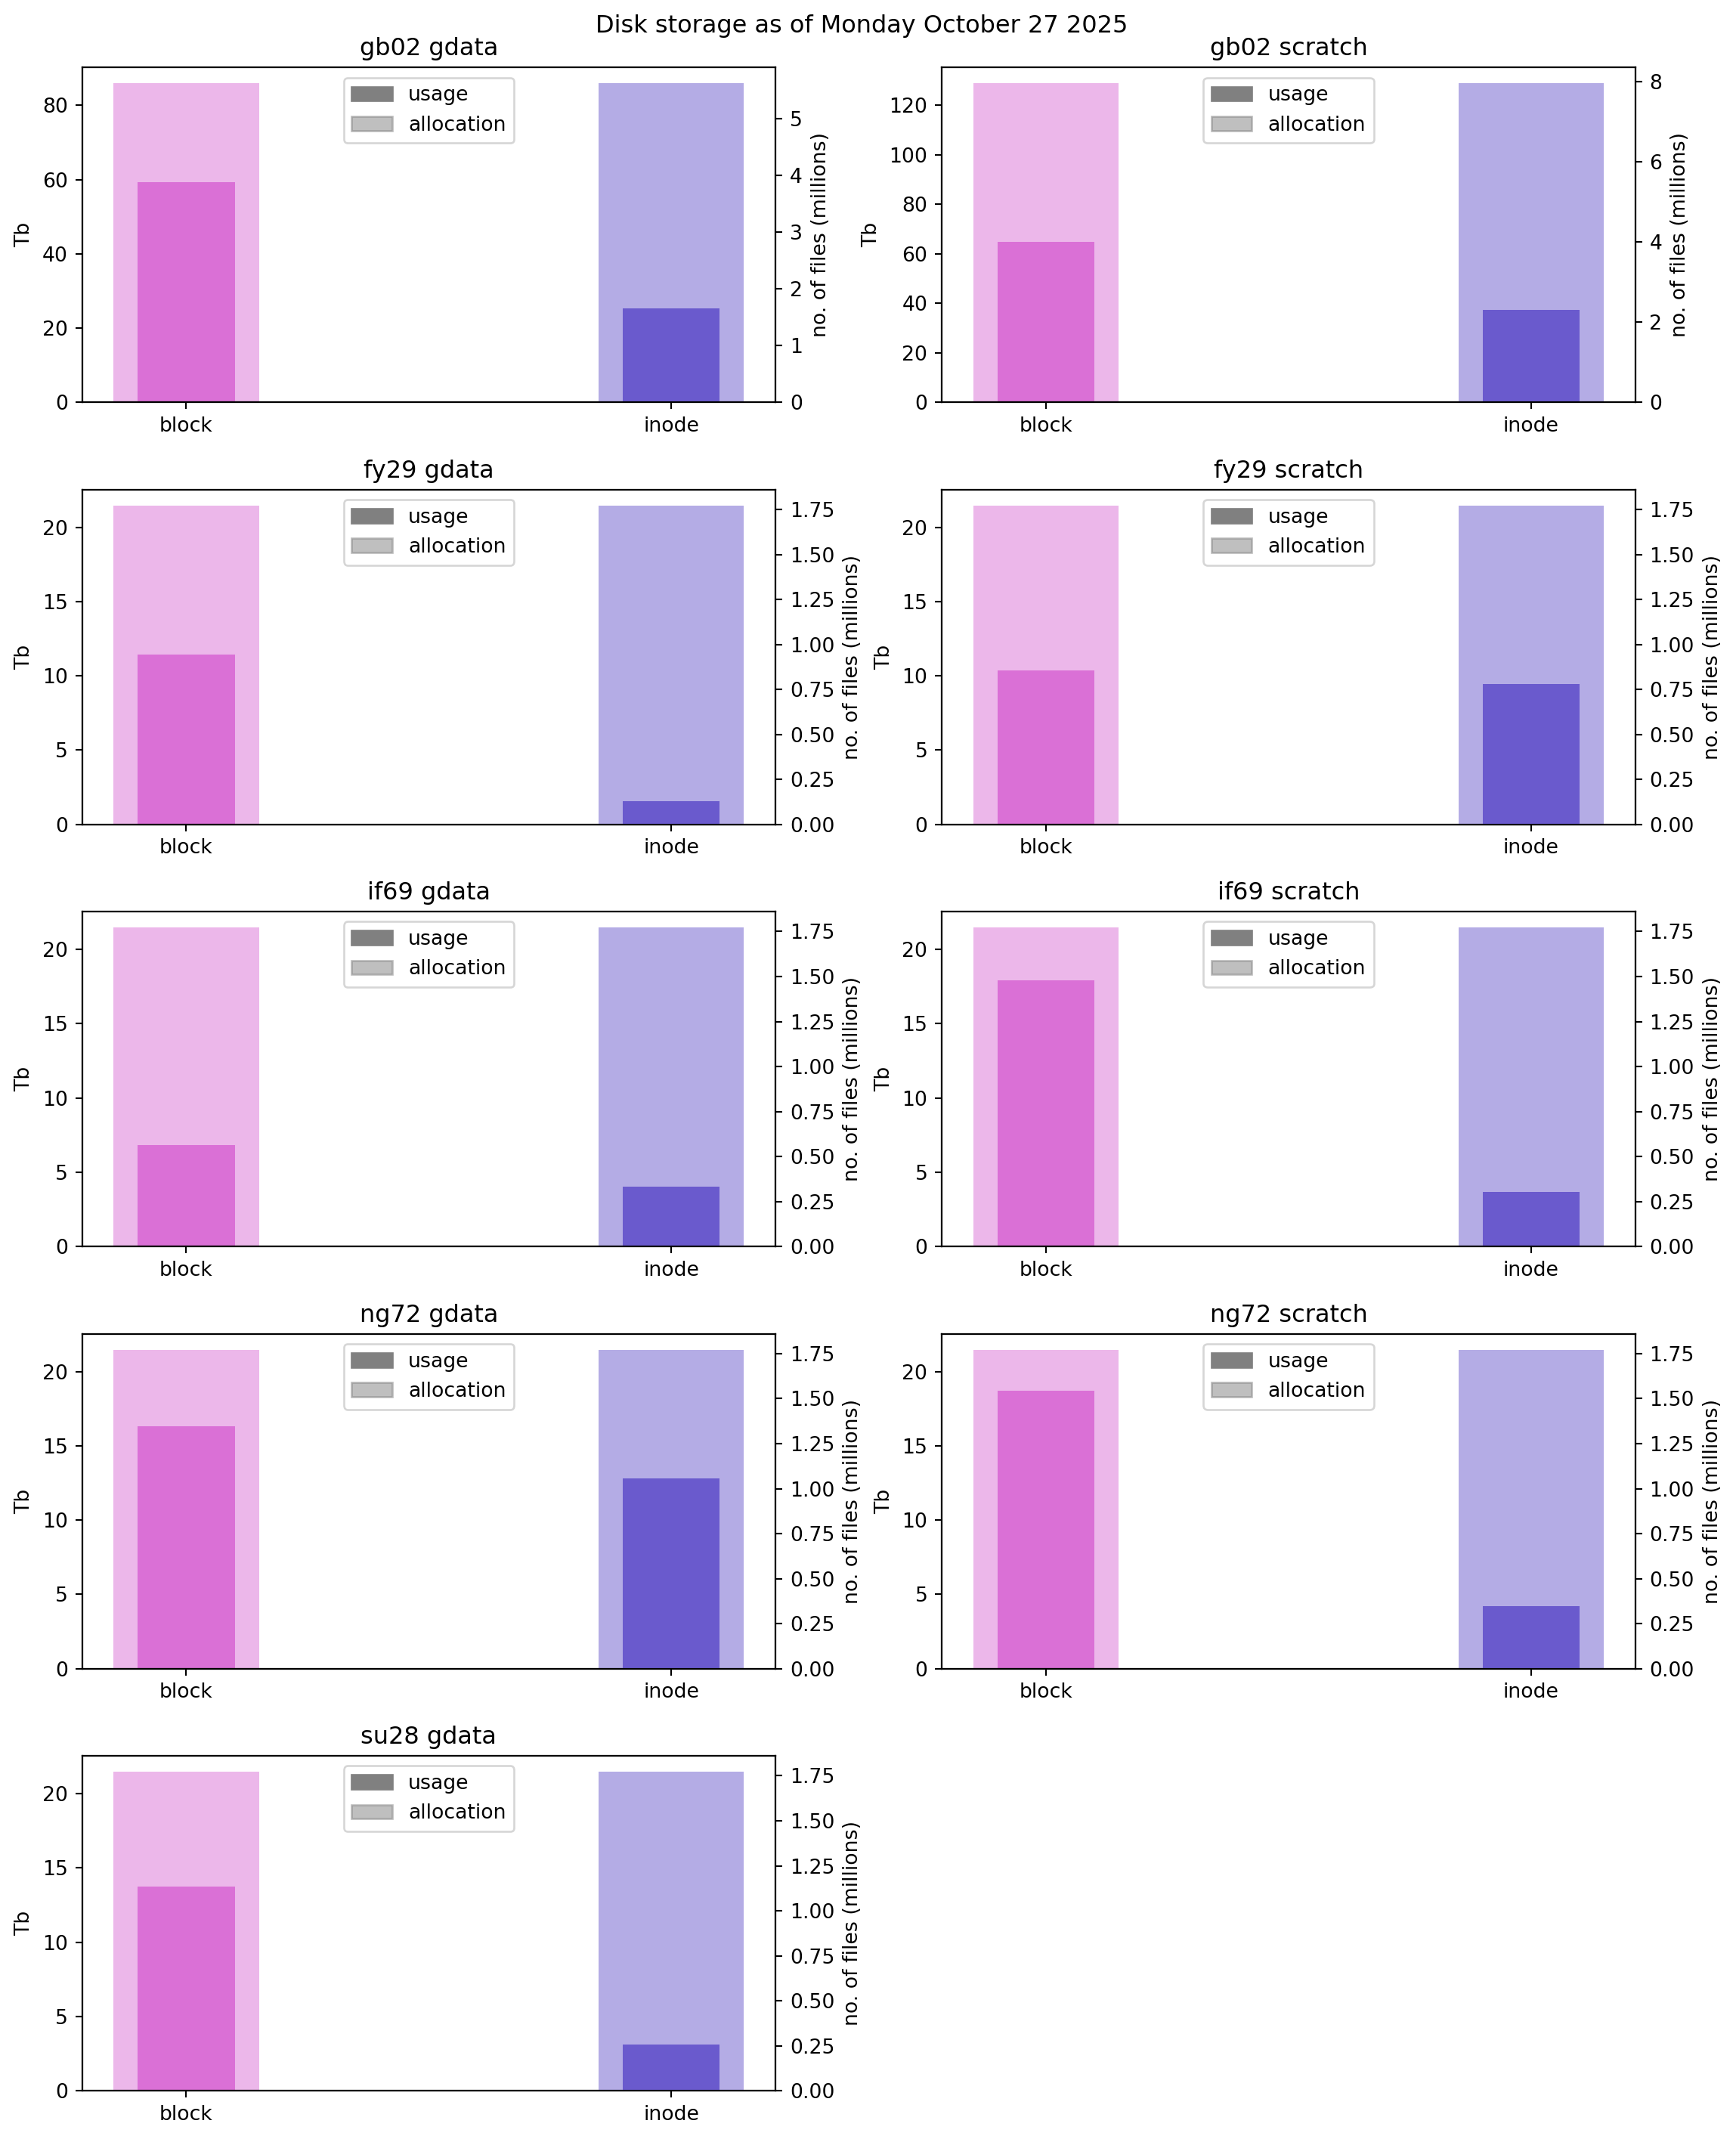 Disk storage as of Monday October 27 2025
gb02 gdata
80
60
40
20
0
Tb
usage
allocation
5
4
3
2
1
0
no. of files (millions)
block
inode
gb02 scratch
120
100
80
60
40
20
0
Tb
usage
allocation
8
6
4
2
0
no. of files (millions)
block
inode
fy29 gdata
20
15
10
5
0
Tb
usage
allocation
1.75
1.50
1.25
1.00
0.75
0.50
0.25
0.00
no. of files (millions)
block
inode
fy29 scratch
20
15
10
5
0
Tb
usage
allocation
1.75
1.50
1.25
1.00
0.75
0.50
0.25
0.00
no. of files (millions)
block
inode
if69 gdata
20
15
10
5
0
Tb
usage
allocation
1.75
1.50
1.25
1.00
0.75
0.50
0.25
0.00
no. of files (millions)
block
inode
if69 scratch
20
15
10
5
0
Tb
usage
allocation
1.75
1.50
1.25
1.00
0.75
0.50
0.25
0.00
no. of files (millions)
block
inode
ng72 gdata
20
15
10
5
0
Tb
usage
allocation
1.75
1.50
1.25
1.00
0.75
0.50
0.25
0.00
no. of files (millions)
block
inode
ng72 scratch
20
15
10
5
0
Tb
usage
allocation
1.75
1.50
1.25
1.00
0.75
0.50
0.25
0.00
no. of files (millions)
block
inode
su28 gdata
20
15
10
5
0
Tb
usage
allocation
1.75
1.50
1.25
1.00
0.75
0.50
0.25
0.00
no. of files (millions)
block
inode